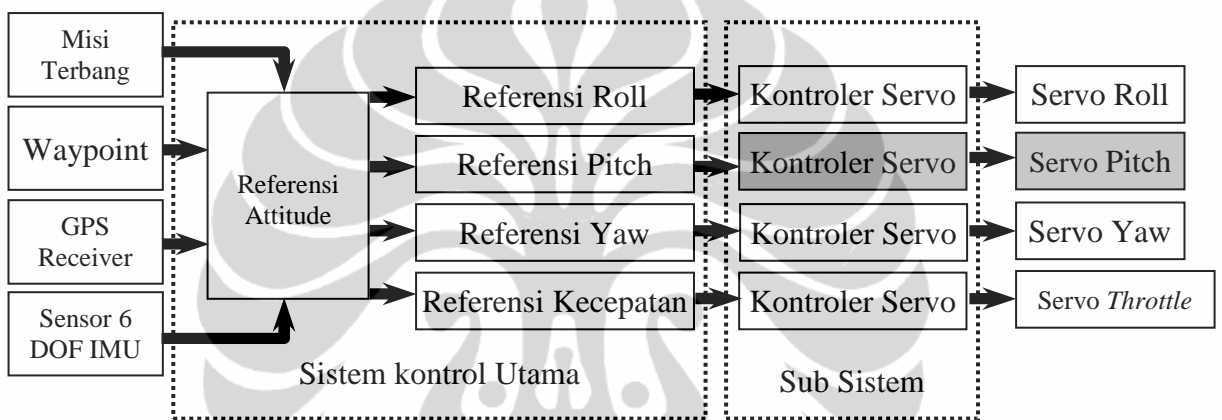 Misi
Terbang
Waypoint
GPS
Receiver
Sensor 6
DOF IMU
Referensi
Attitude
Referensi Roll
Referensi Pitch
Referensi Yaw
Referensi Kecepatan
Sistem kontrol Utama
Kontroler Servo
Kontroler Servo
Kontroler Servo
Kontroler Servo
Sub Sistem
Servo Roll
Servo Pitch
Servo Yaw
Servo Throttle